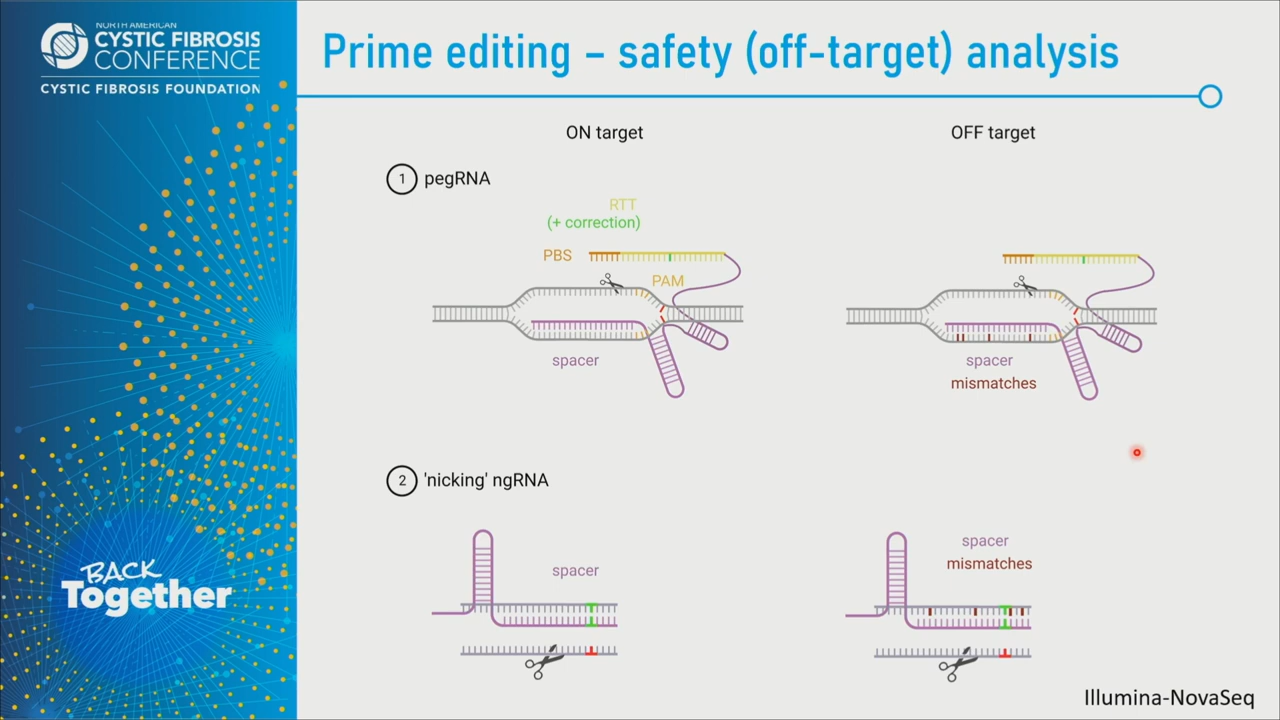 NORTH AMERICAN
CYSTIC FIBROSIS
CONFERENCE
CYSTIC FIBROSIS FOUNDATION
Prime editing – safety (off-target) analysis
ON target
OFF target
1 pegRNA
RTT
(+ correction)
PBS
PAM
spacer
spacer
mismatches
2 'nicking' ngRNA
spacer
spacer
mismatches
BACK
Together
Illumina-NovaSeq